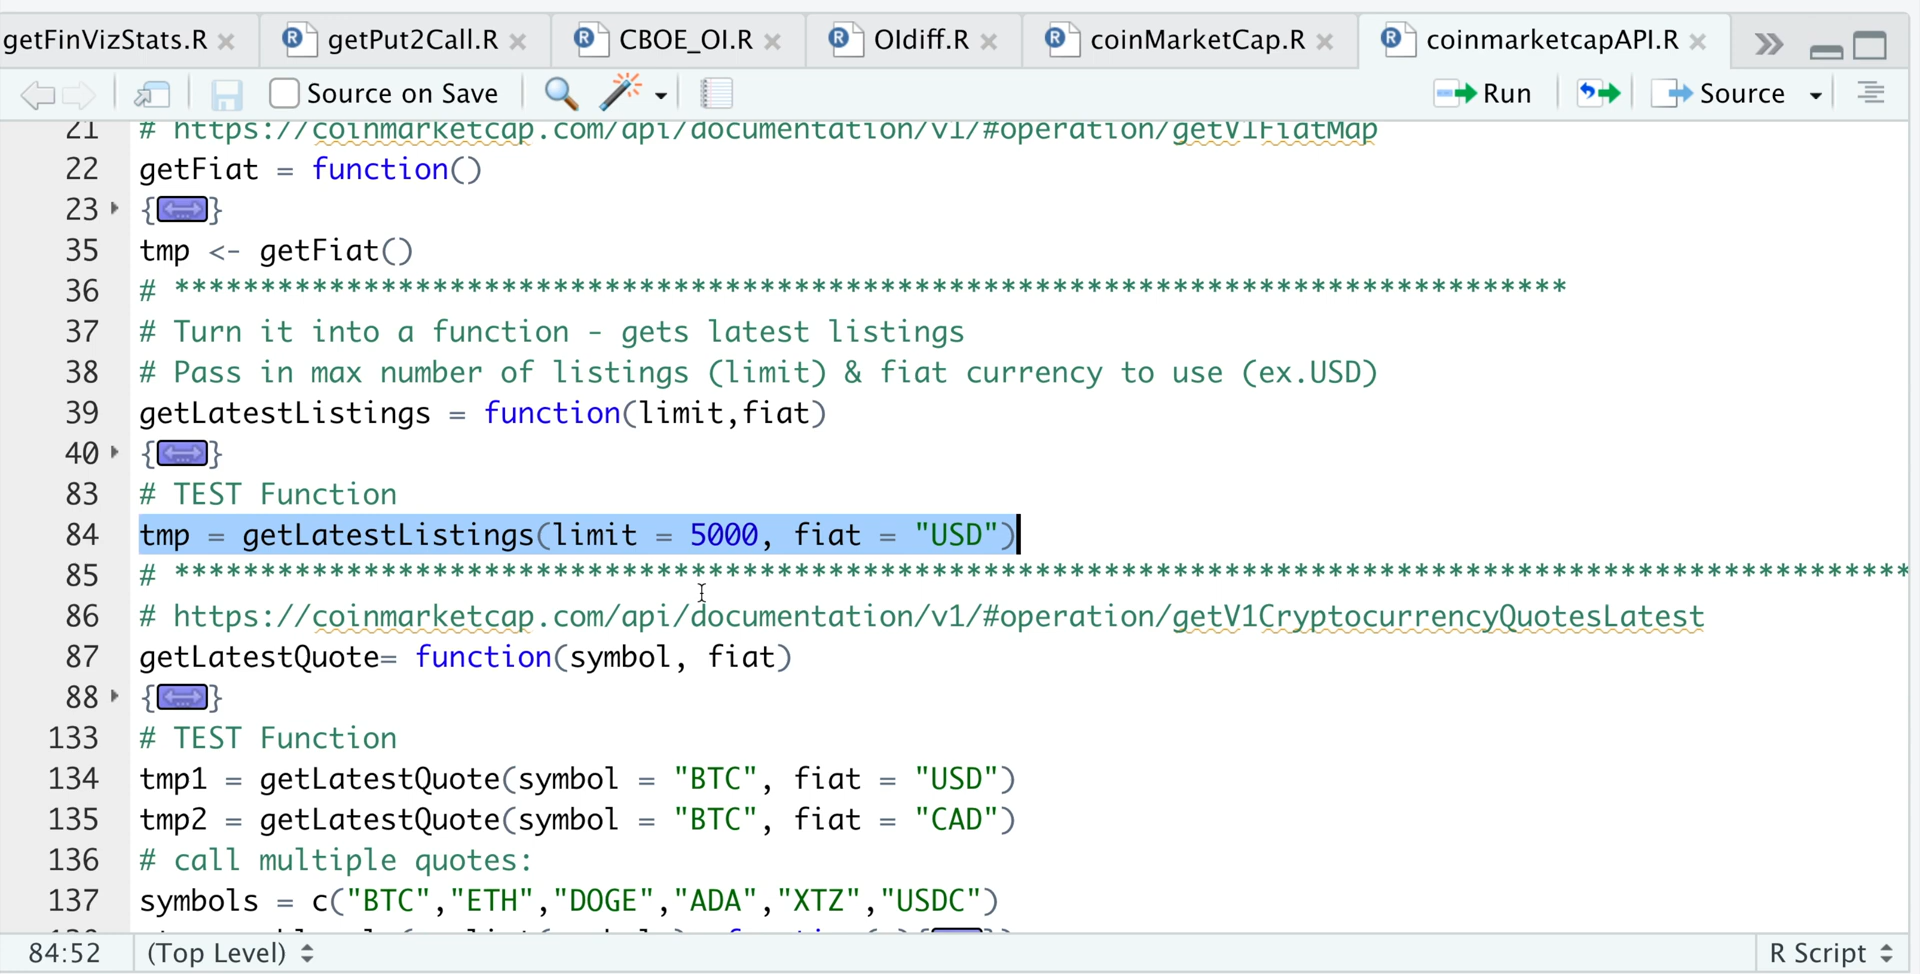 getFinVizStats.R getPut2Call.R CBOE_OI.R OIdiff.R coinMarketCap.R coinmarketcapAPI.R
Source on Save Run Source
21 # https://coinmarketcap.com/api/documentation/v1/#operation/getV1FiatMap
22 getFiat = function()
23 {...}
35 tmp <- getFiat()
36 # *********************************************************************************
37 # Turn it into a function - gets latest listings
38 # Pass in max number of listings (limit) & fiat currency to use (ex.USD)
39 getLatestListings = function(limit,fiat)
40 {...}
83 # TEST Function
84 tmp = getLatestListings(limit = 5000, fiat = "USD")
85 # *****************************************************************************************************
86 # https://coinmarketcap.com/api/documentation/v1/#operation/getV1CryptocurrencyQuotesLatest
87 getLatestQuote= function(symbol, fiat)
88 {...}
133 # TEST Function
134 tmp1 = getLatestQuote(symbol = "BTC", fiat = "USD")
135 tmp2 = getLatestQuote(symbol = "BTC", fiat = "CAD")
136 # call multiple quotes:
137 symbols = c("BTC","ETH","DOGE","ADA","XTZ","USDC")
84:52 (Top Level) R Script